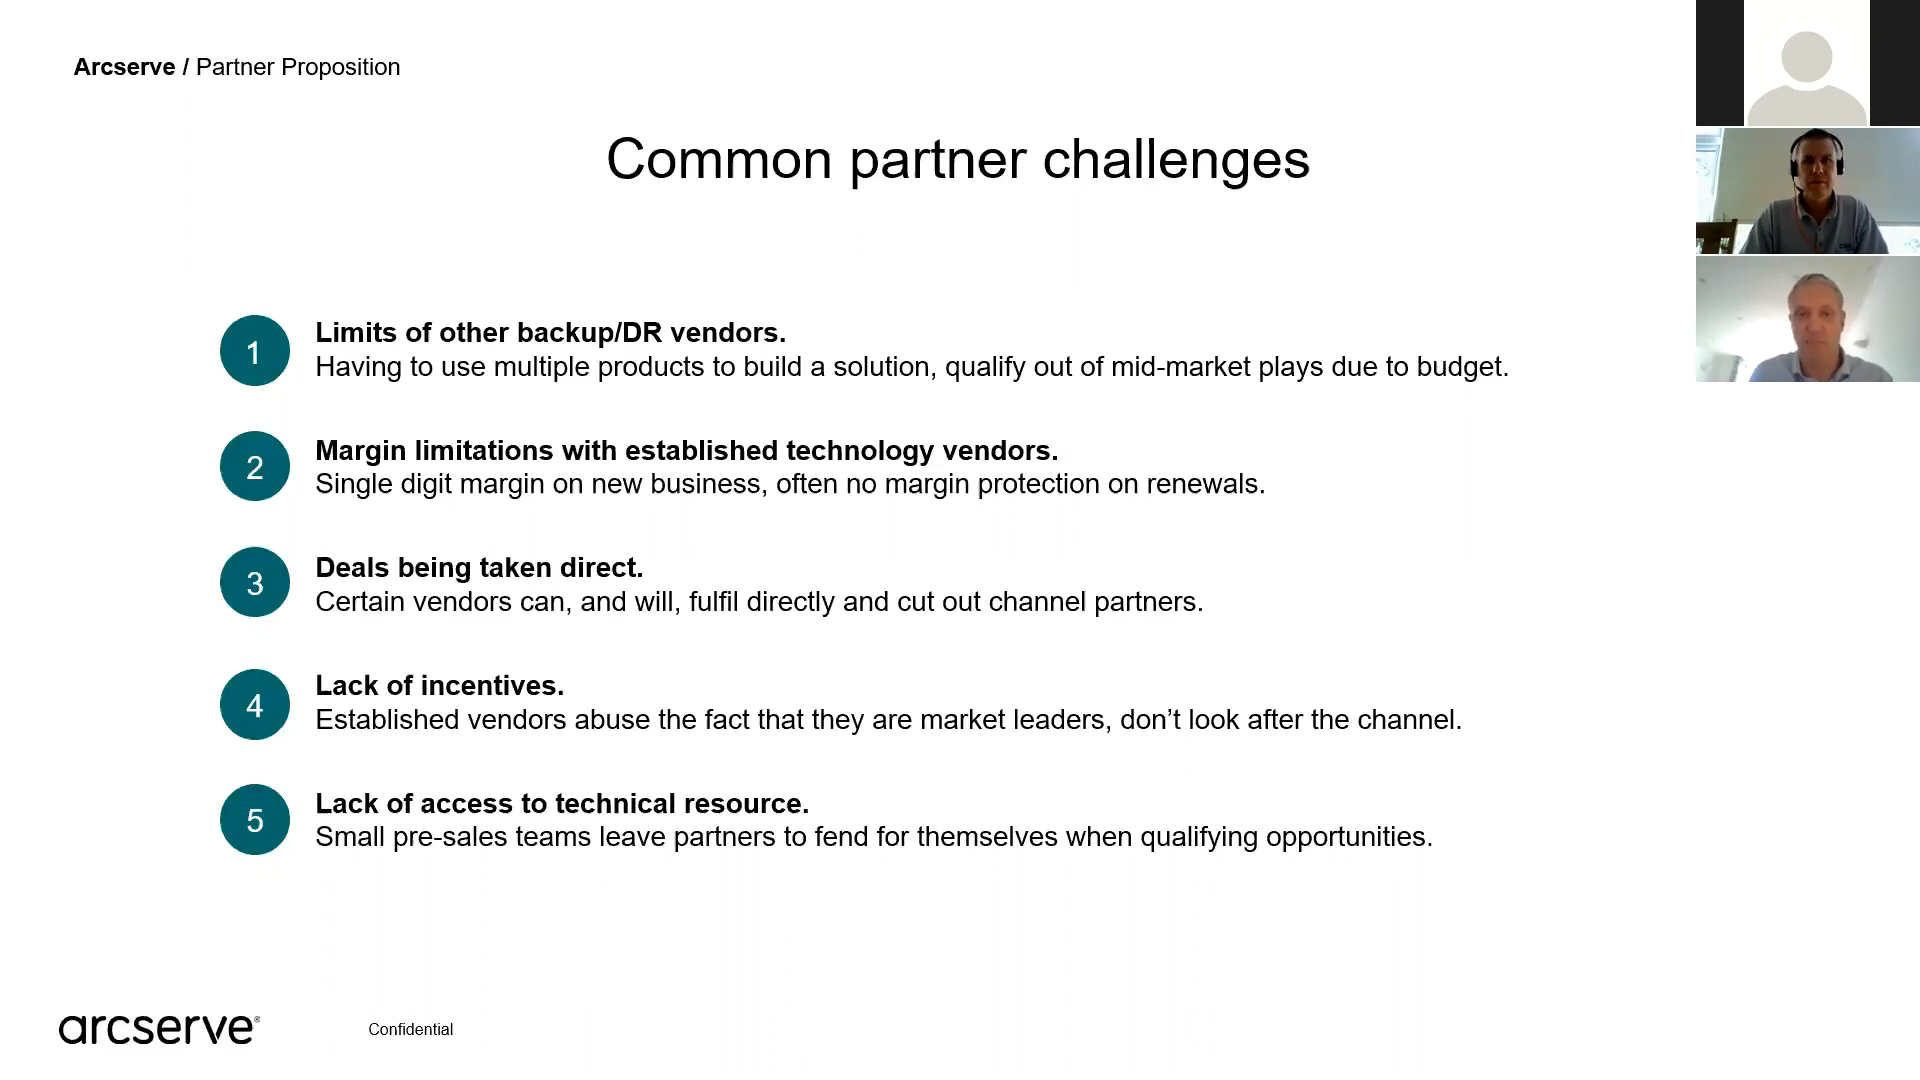 Arcserve / Partner Proposition
Common partner challenges
1
Limits of other backup/DR vendors.
Having to use multiple products to build a solution, qualify out of mid-market plays due to budget.
2
Margin limitations with established technology vendors.
Single digit margin on new business, often no margin protection on renewals.
3
Deals being taken direct.
Certain vendors can, and will, fulfil directly and cut out channel partners.
4
Lack of incentives.
Established vendors abuse the fact that they are market leaders, don’t look after the channel.
5
Lack of access to technical resource.
Small pre-sales teams leave partners to fend for themselves when qualifying opportunities.
arcserve®
Confidential